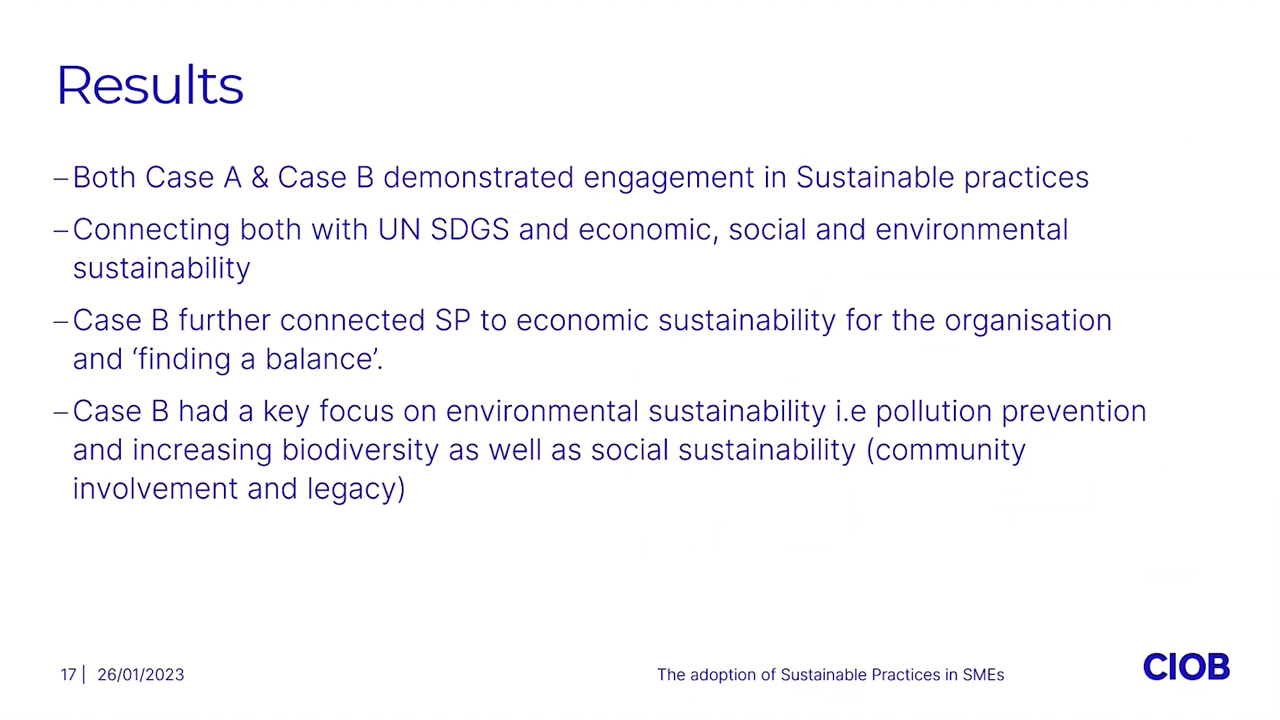 Results
–Both Case A & Case B demonstrated engagement in Sustainable practices
–Connecting both with UN SDGS and economic, social and environmental
sustainability
–Case B further connected SP to economic sustainability for the organisation
and ‘finding a balance’.
–Case B had a key focus on environmental sustainability i.e pollution prevention
and increasing biodiversity as well as social sustainability (community
involvement and legacy)
17 | 26/01/2023
The adoption of Sustainable Practices in SMEs
CIOB